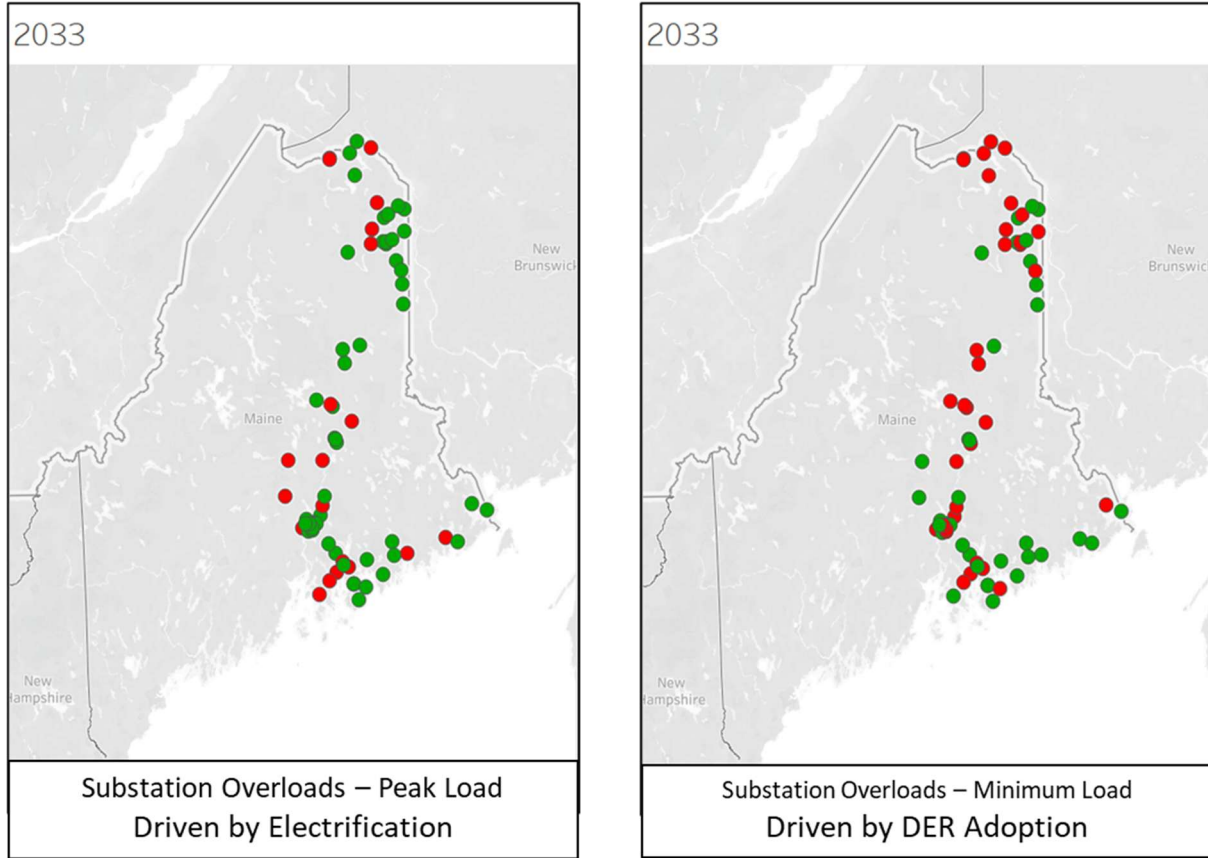 2033
New
Brunswick
Maine
New
Hampshire
Substation Overloads – Peak Load
Driven by Electrification
2033
New
Brunswick
Maine
New
Hampshire
Substation Overloads – Minimum Load
Driven by DER Adoption